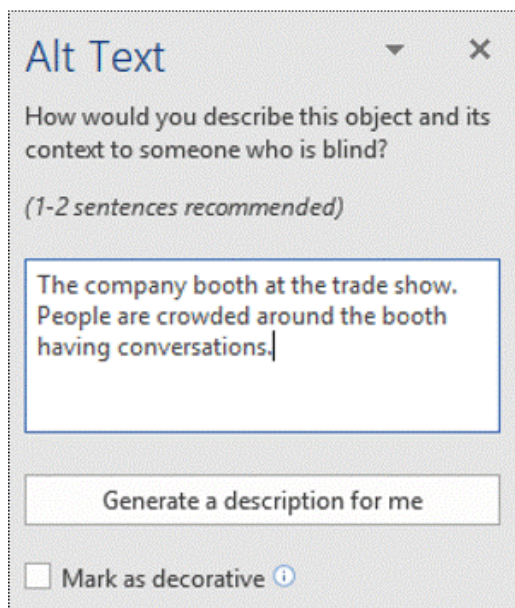 Alt Text
How would you describe this object and its
context to someone who is blind?
(1-2 sentences recommended)
The company booth at the trade show.
People are crowded around the booth
having conversations.
Generate a description for me
Mark as decorative